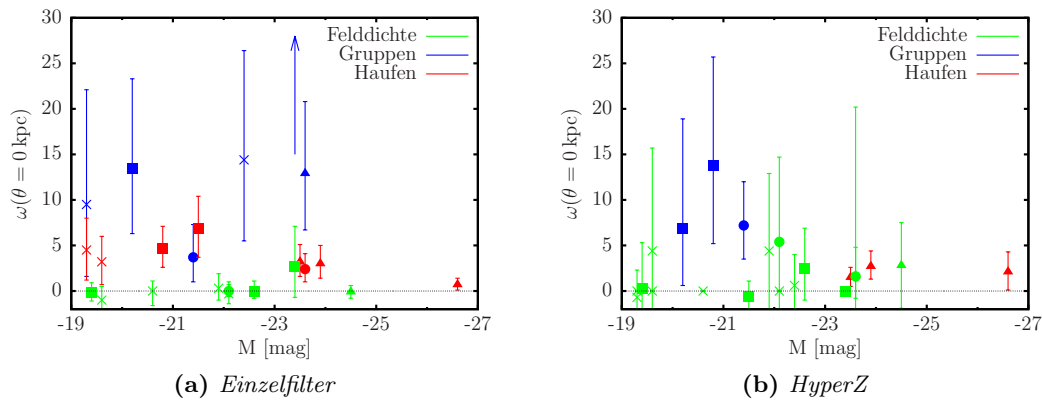 30
25
20
15
10
5
0
-19
-21
-23
-25
-27
M [mag]
ω(θ = 0 kpc)
Felddichte
Gruppen
Haufen
(a) Einzelfilter
30
25
20
15
10
5
0
-19
-21
-23
-25
-27
M [mag]
ω(θ = 0 kpc)
Felddichte
Gruppen
Haufen
(b) HyperZ